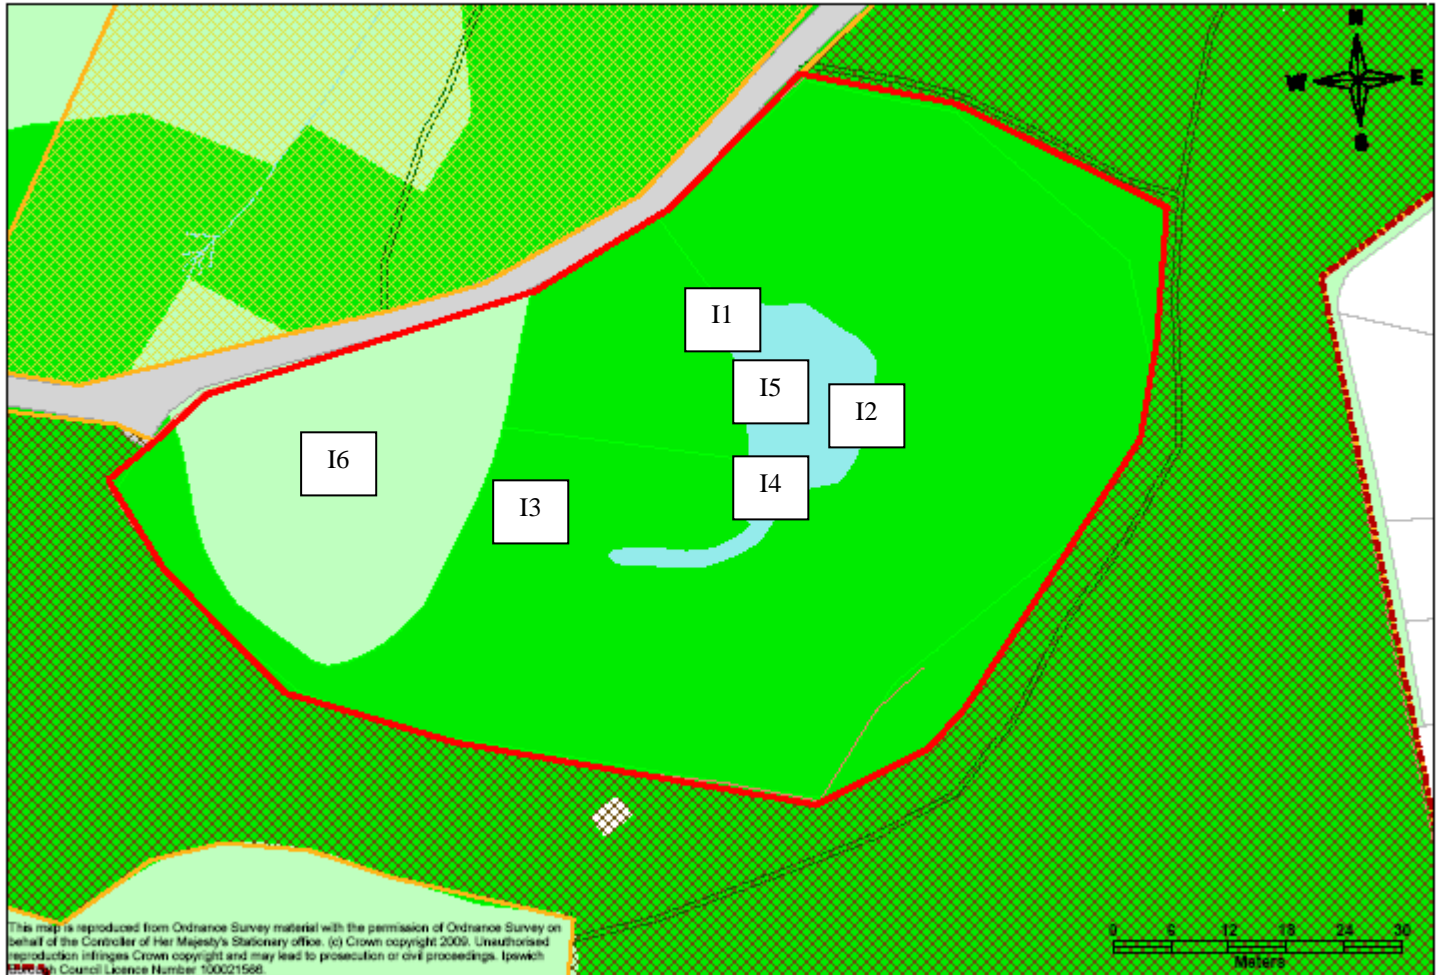 N
W E
S
I1
I5
I2
I6
I4
I3
This map is reproduced from Ordnance Survey material with the permission of Ordnance Survey on
behalf of the Controller of Her Majesty's Stationary office. (c) Crown copyright 2009. Unauthorised
reproduction infringes Crown copyright and may lead to prosecution or civil proceedings. Ipswich
Borough Council Licence Number 100021566.
0 6 12 18 24 30
Meters